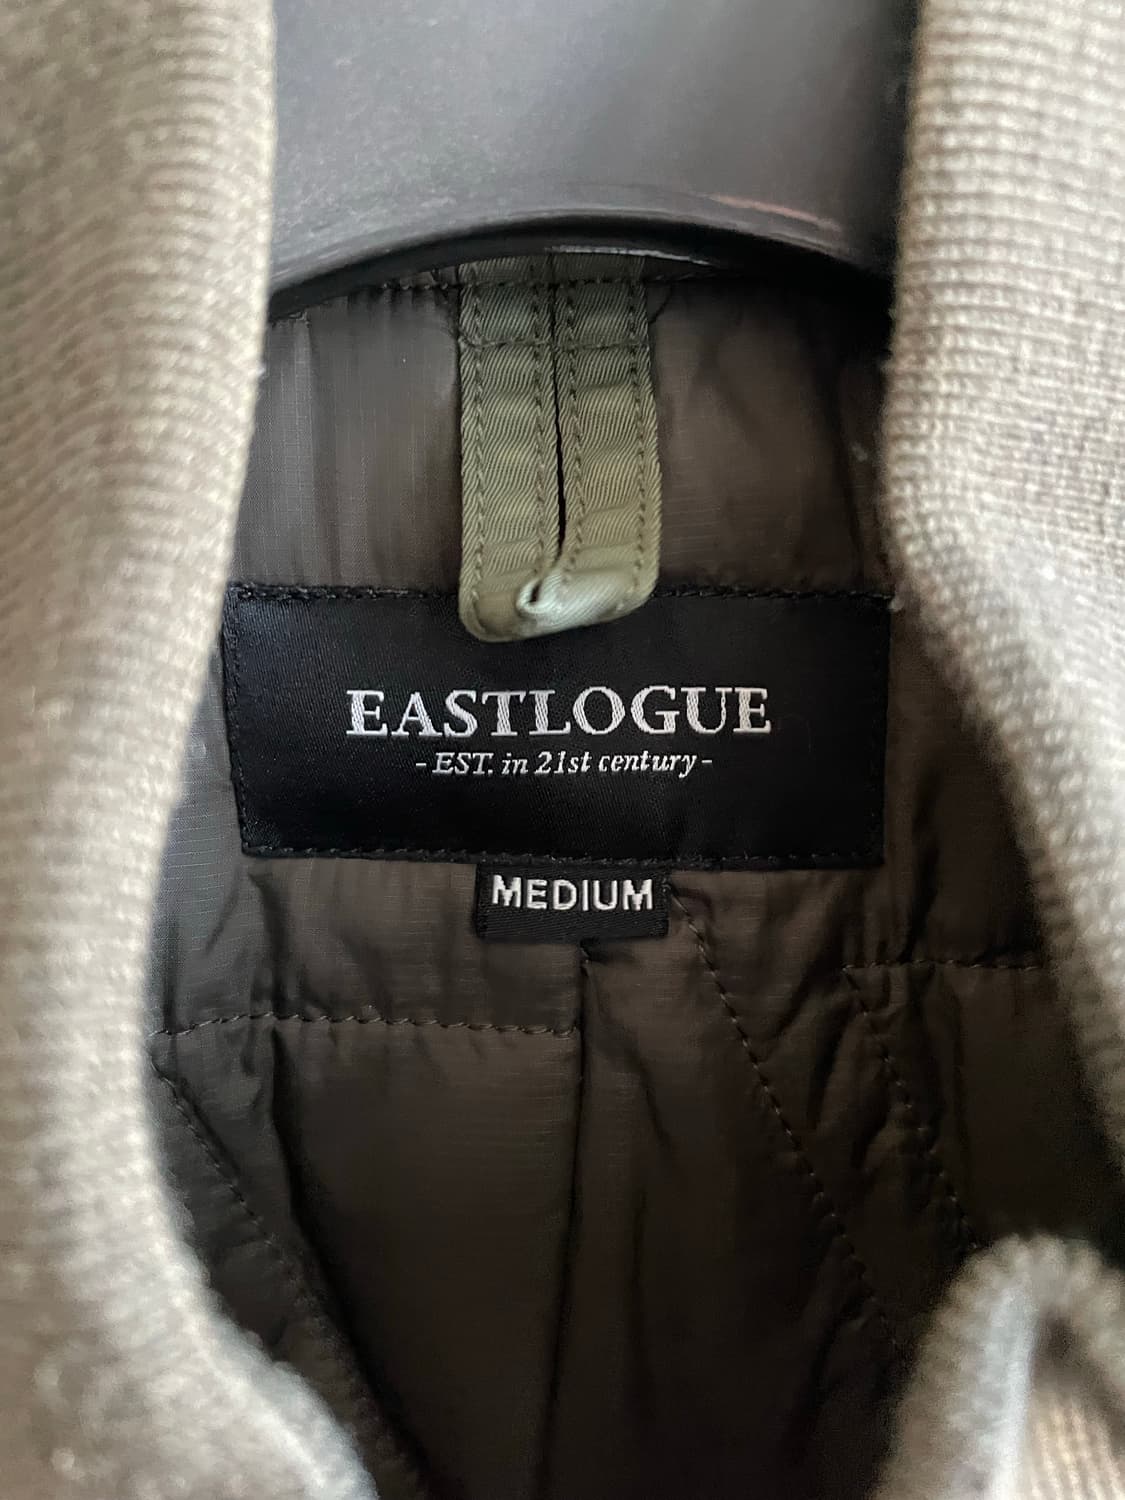 EASTLOGUE
- EST. in 21st century -
MEDIUM